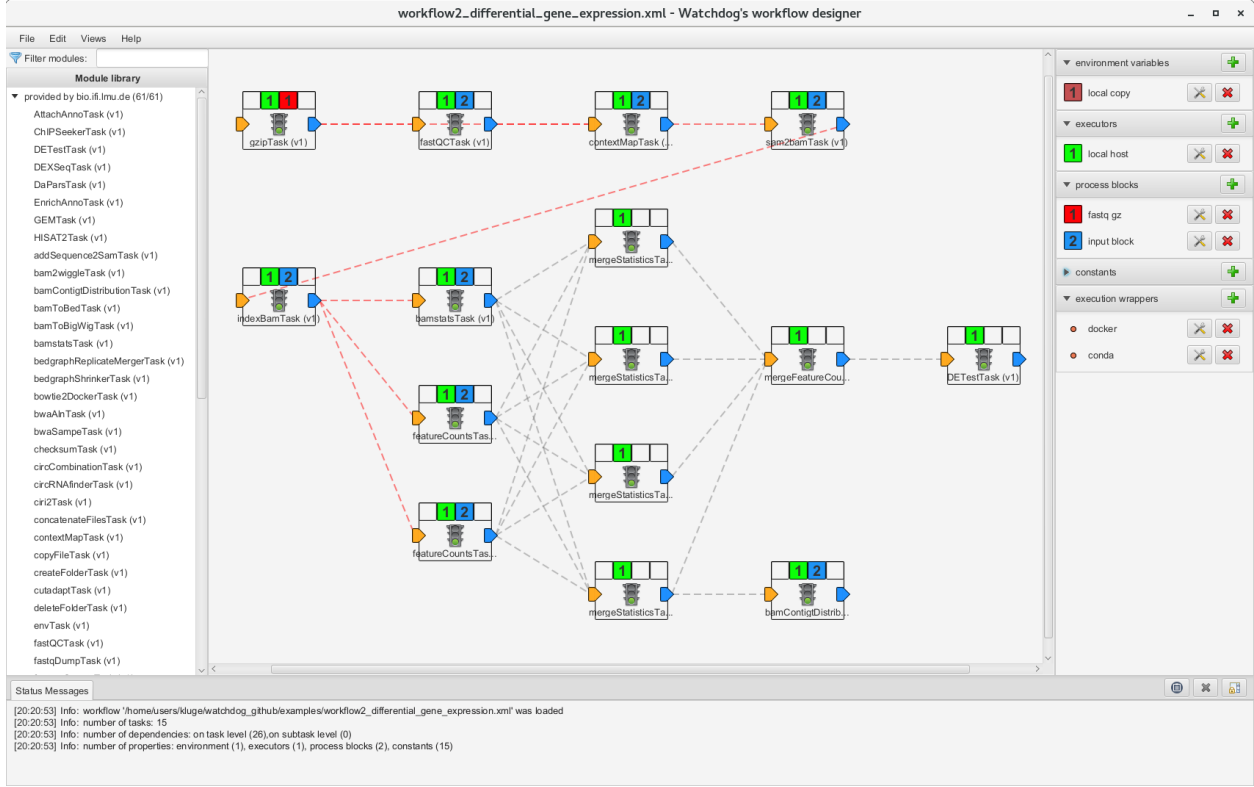 workflow2_differential_gene_expression.xml - Watchdog's workflow designer
File Edit Views Help
Filter modules:
Module library
provided by bio.ifi.lmu.de (61/61)
AttachAnnoTask (v1)
ChIPSeekerTask (v1)
DETestTask (v1)
DEXSeqTask (v1)
DaParsTask (v1)
EnrichAnnoTask (v1)
GEMTask (v1)
HISAT2Task (v1)
addSequence2SamTask (v1)
bam2wiggleTask (v1)
bamContigtDistributionTask (v1)
bamToBedTask (v1)
bamToBigWigTask (v1)
bamstatsTask (v1)
bedgraphReplicateMergerTask (v1)
bedgraphShrinkerTask (v1)
bowtie2DockerTask (v1)
bwaAlnTask (v1)
bwaSampeTask (v1)
checksumTask (v1)
circCombinationTask (v1)
circRNAfinderTask (v1)
ciri2Task (v1)
concatenateFilesTask (v1)
contextMapTask (v1)
copyFileTask (v1)
createFolderTask (v1)
cutadaptTask (v1)
deleteFolderTask (v1)
envTask (v1)
fastQCTask (v1)
fastqDumpTask (v1)
1 1
gzipTask (v1)
1 2
fastQCTask (v1)
1 2
contextMapTask (...
1 2
sam2bamTask (v1)
1
mergeStatisticsTa...
1 2
indexBamTask (v1)
1 2
bamstatsTask (v1)
1
mergeStatisticsTa...
1
mergeFeatureCou...
1
DETestTask (v1)
1 2
featureCountsTas...
1
mergeStatisticsTa...
1 2
featureCountsTas...
1
mergeStatisticsTa...
1 2
bamContigtDistrib...
environment variables
1 local copy
executors
1 local host
process blocks
1 fastq gz
2 input block
constants
execution wrappers
docker
conda
Status Messages
[20:20:53] Info: workflow '/home/users/kluge/watchdog_github/examples/workflow2_differential_gene_expression.xml' was loaded
[20:20:53] Info: number of tasks: 15
[20:20:53] Info: number of dependencies: on task level (26),on subtask level (0)
[20:20:53] Info: number of properties: environment (1), executors (1), process blocks (2), constants (15)